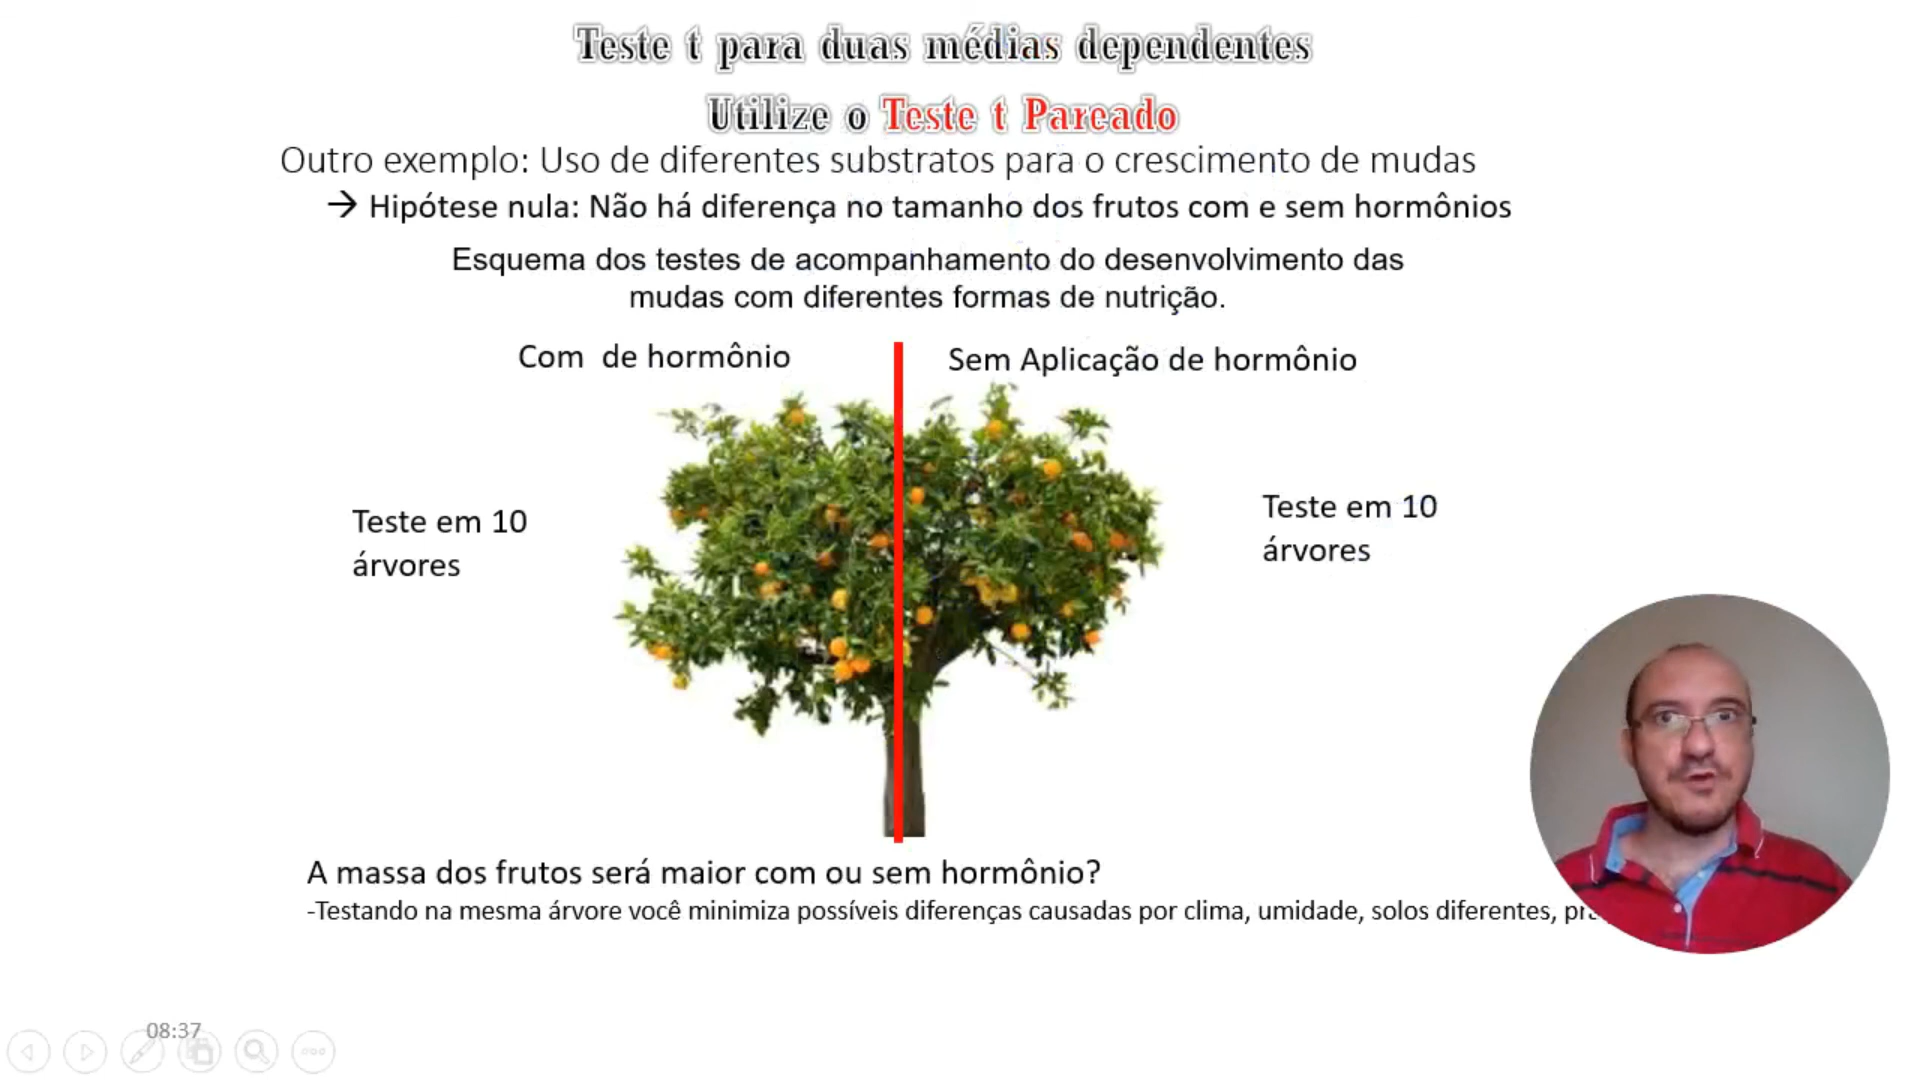 Teste t para duas médias dependentes
Utilize o Teste t Pareado
Outro exemplo: Uso de diferentes substratos para o crescimento de mudas
→ Hipótese nula: Não há diferença no tamanho dos frutos com e sem hormônios
Esquema dos testes de acompanhamento do desenvolvimento das
mudas com diferentes formas de nutrição.
Com de hormônio
Sem Aplicação de hormônio
Teste em 10
árvores
Teste em 10
árvores
A massa dos frutos será maior com ou sem hormônio?
-Testando na mesma árvore você minimiza possíveis diferenças causadas por clima, umidade, solos diferentes,
08:37